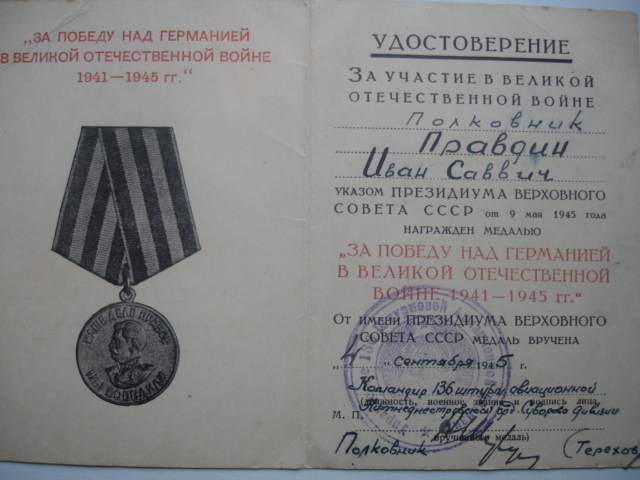 „ЗА ПОБЕДУ НАД ГЕРМАНИЕЙ
В ВЕЛИКОЙ ОТЕЧЕСТВЕННОЙ ВОЙНЕ
1941—1945 гг.“
НАШЕ ДЕЛО ПРАВОЕ
МЫ ПОБЕДИЛИ
УДОСТОВЕРЕНИЕ
ЗА УЧАСТИЕ В ВЕЛИКОЙ
ОТЕЧЕСТВЕННОЙ ВОЙНЕ
Полковник
Правдин
Иван Саввич
УКАЗОМ ПРЕЗИДИУМА ВЕРХОВНОГО
СОВЕТА СССР от 9 мая 1945 года
НАГРАЖДЕН МЕДАЛЬЮ
„ЗА ПОБЕДУ НАД ГЕРМАНИЕЙ
В ВЕЛИКОЙ ОТЕЧЕСТВЕННОЙ
ВОЙНЕ 1941—1945 гг.“
ОТ ИМЕНИ ПРЕЗИДИУМА ВЕРХОВНОГО
СОВЕТА СССР МЕДАЛЬ ВРУЧЕНА
„4 сентября 1945 г.
Командир 136 штурм. авиационной
(должность, военное звание и подпись лица,
орд. Суворова дивизии
М. П.
вручившего медаль)
Полковник (Терехов